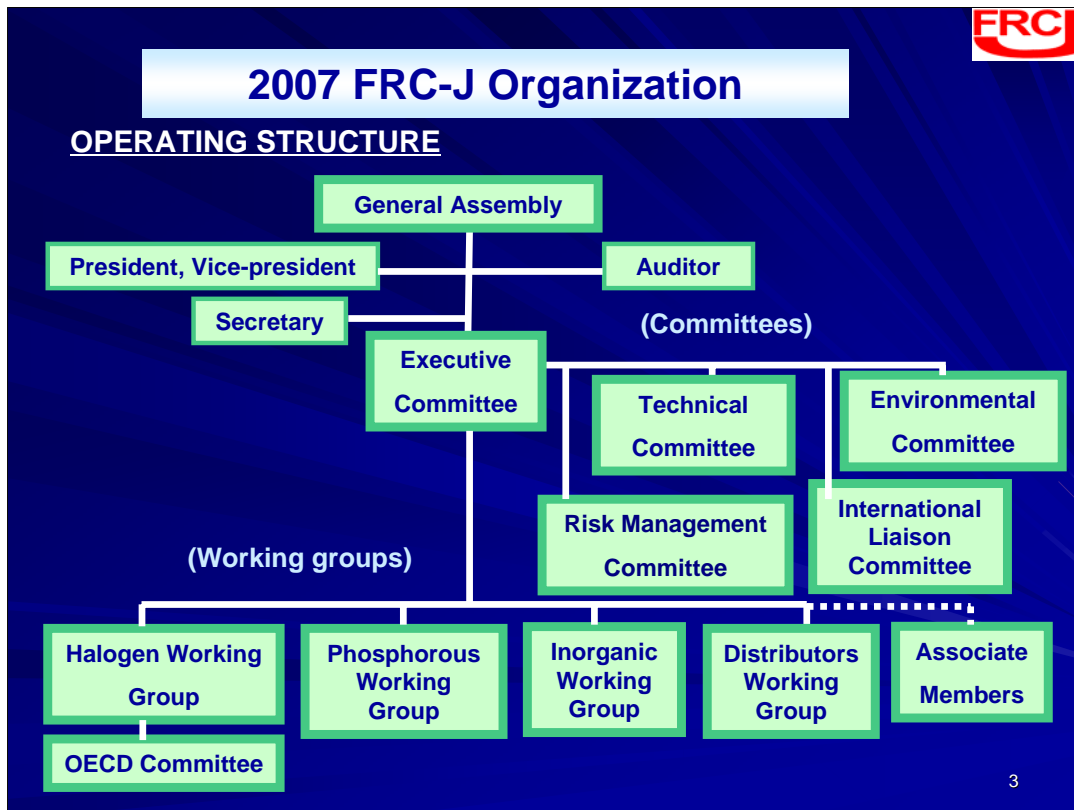 FRCJ
2007 FRC-J Organization
OPERATING STRUCTURE
General Assembly
President, Vice-president
Auditor
Secretary
(Committees)
Executive
Committee
Technical
Committee
Environmental
Committee
Risk Management
Committee
International
Liaison
Committee
(Working groups)
Halogen Working
Group
Phosphorous
Working
Group
Inorganic
Working
Group
Distributors
Working
Group
Associate
Members
OECD Committee
3